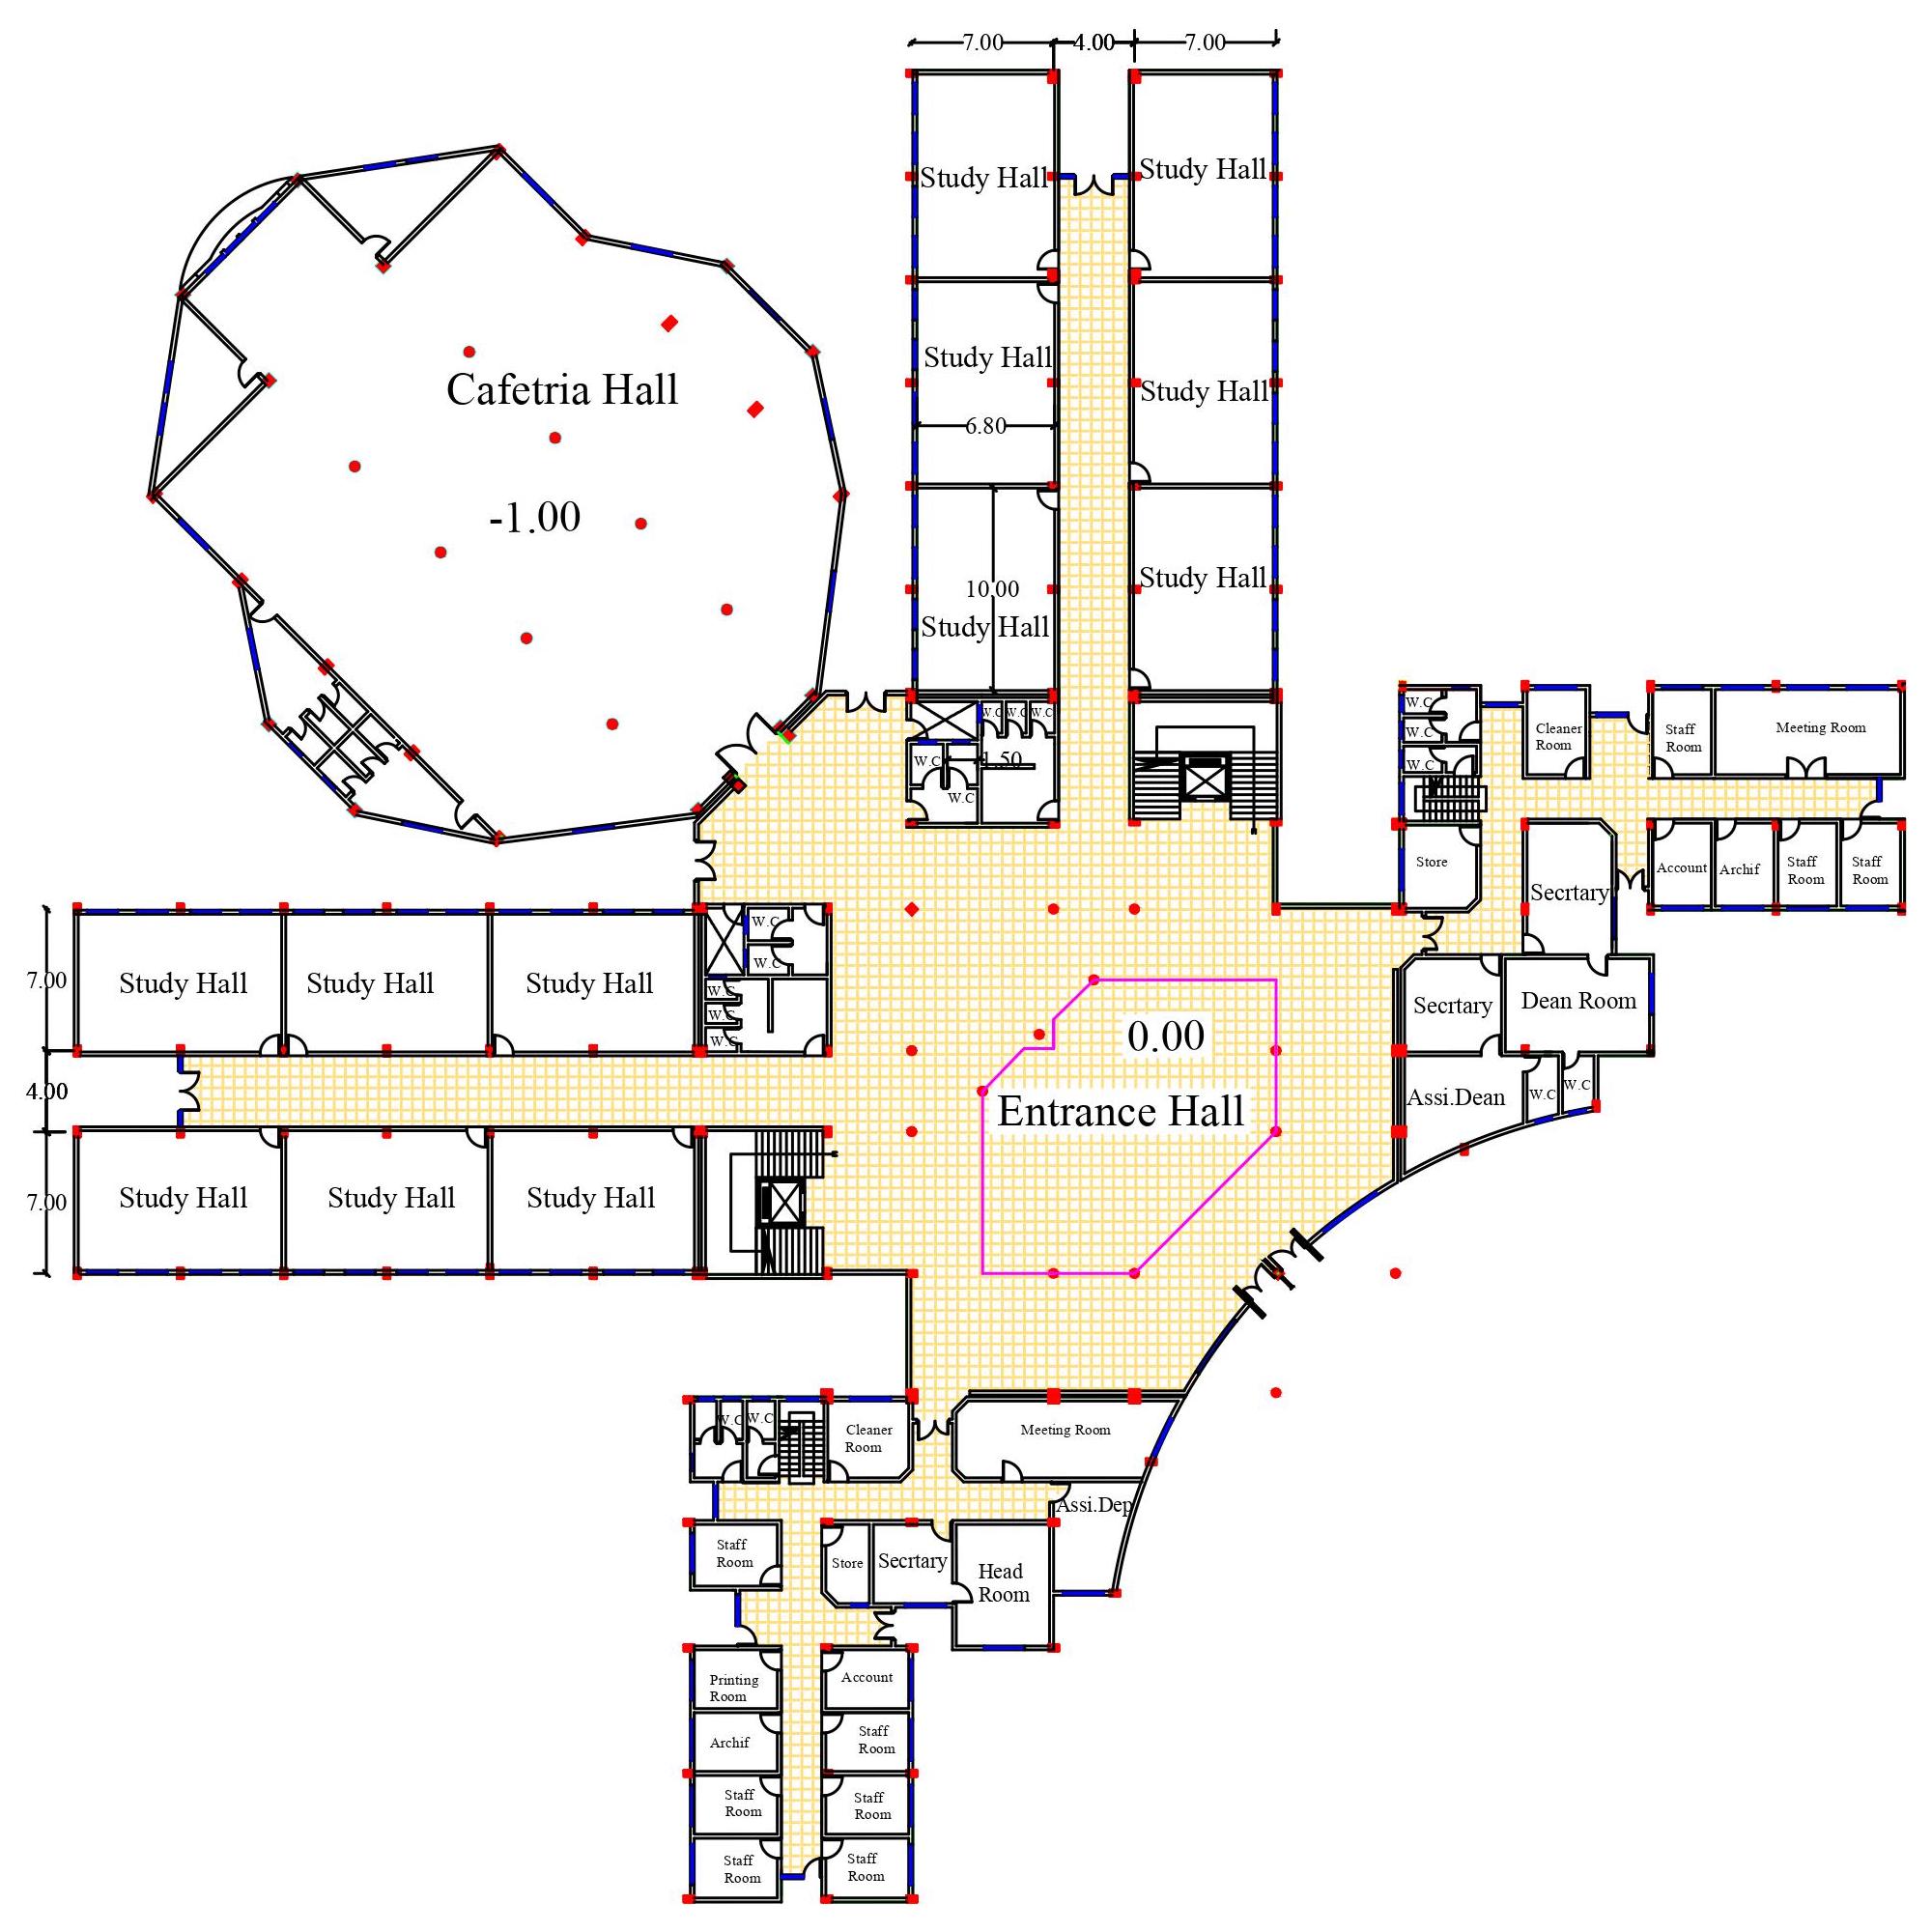 7.00
4.00
7.00
Study Hall
Study Hall
Study Hall
Cafetria Hall
Study Hall
6.80
-1.00
10.00
Study Hall
Study Hall
Study Hall
W.C
W.C
W.C
1.50
W.C
W.C
W.C
W.C
W.C
Cleaner
Room
Staff
Room
Meeting Room
Store
Secrtary
Account
Archif
Staff
Room
Staff
Room
7.00
Study Hall
Study Hall
Study Hall
W.C
W.C
W.C
W.C
W.C
Secrtary
Dean Room
0.00
4.00
Entrance Hall
Assi.Dean
W.C
W.C
7.00
Study Hall
Study Hall
Study Hall
W.C
W.C
Cleaner
Room
Meeting Room
Assi.Dep
Staff
Room
Store
Secrtary
Head
Room
Printing
Room
Account
Archif
Staff
Room
Staff
Room
Staff
Room
Staff
Room
Staff
Room